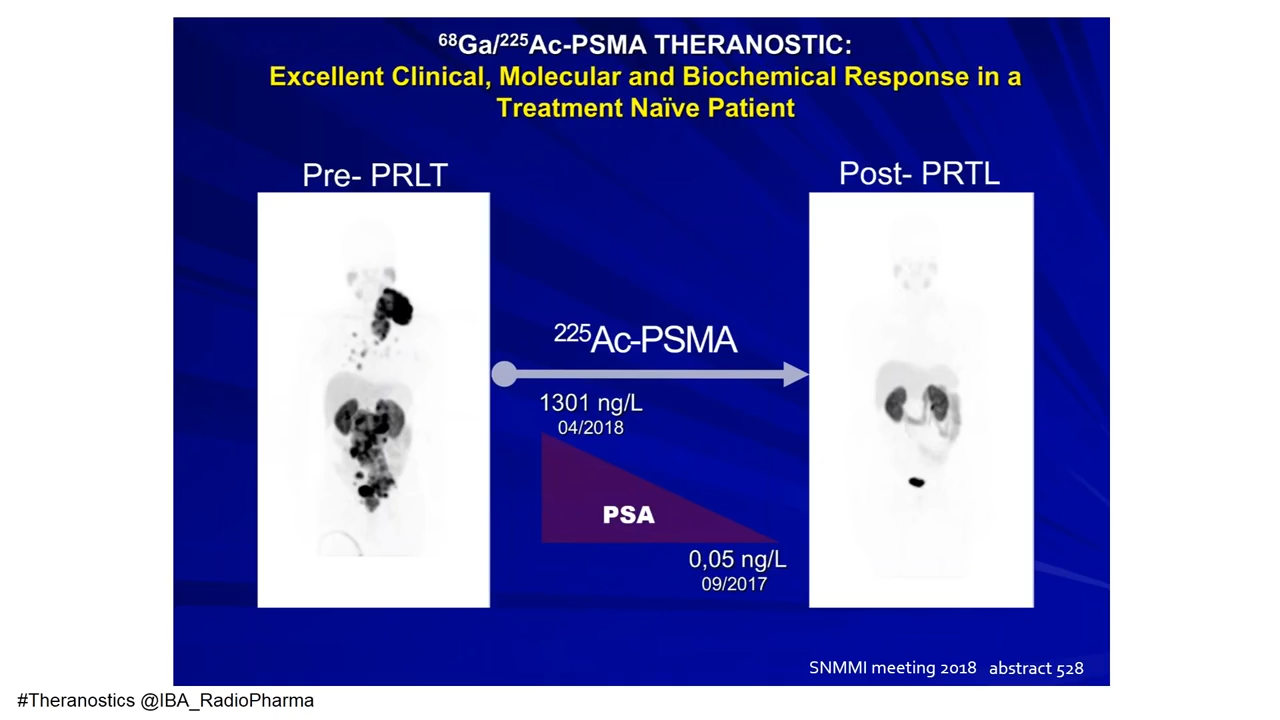 ⁶⁸Ga/²²⁵Ac-PSMA THERANOSTIC:
Excellent Clinical, Molecular and Biochemical Response in a
Treatment Naïve Patient
Pre- PRLT
Post- PRTL
²²⁵Ac-PSMA
1301 ng/L
04/2018
PSA
0,05 ng/L
09/2017
SNMMI meeting 2018 abstract 528
#Theranostics @IBA_RadioPharma